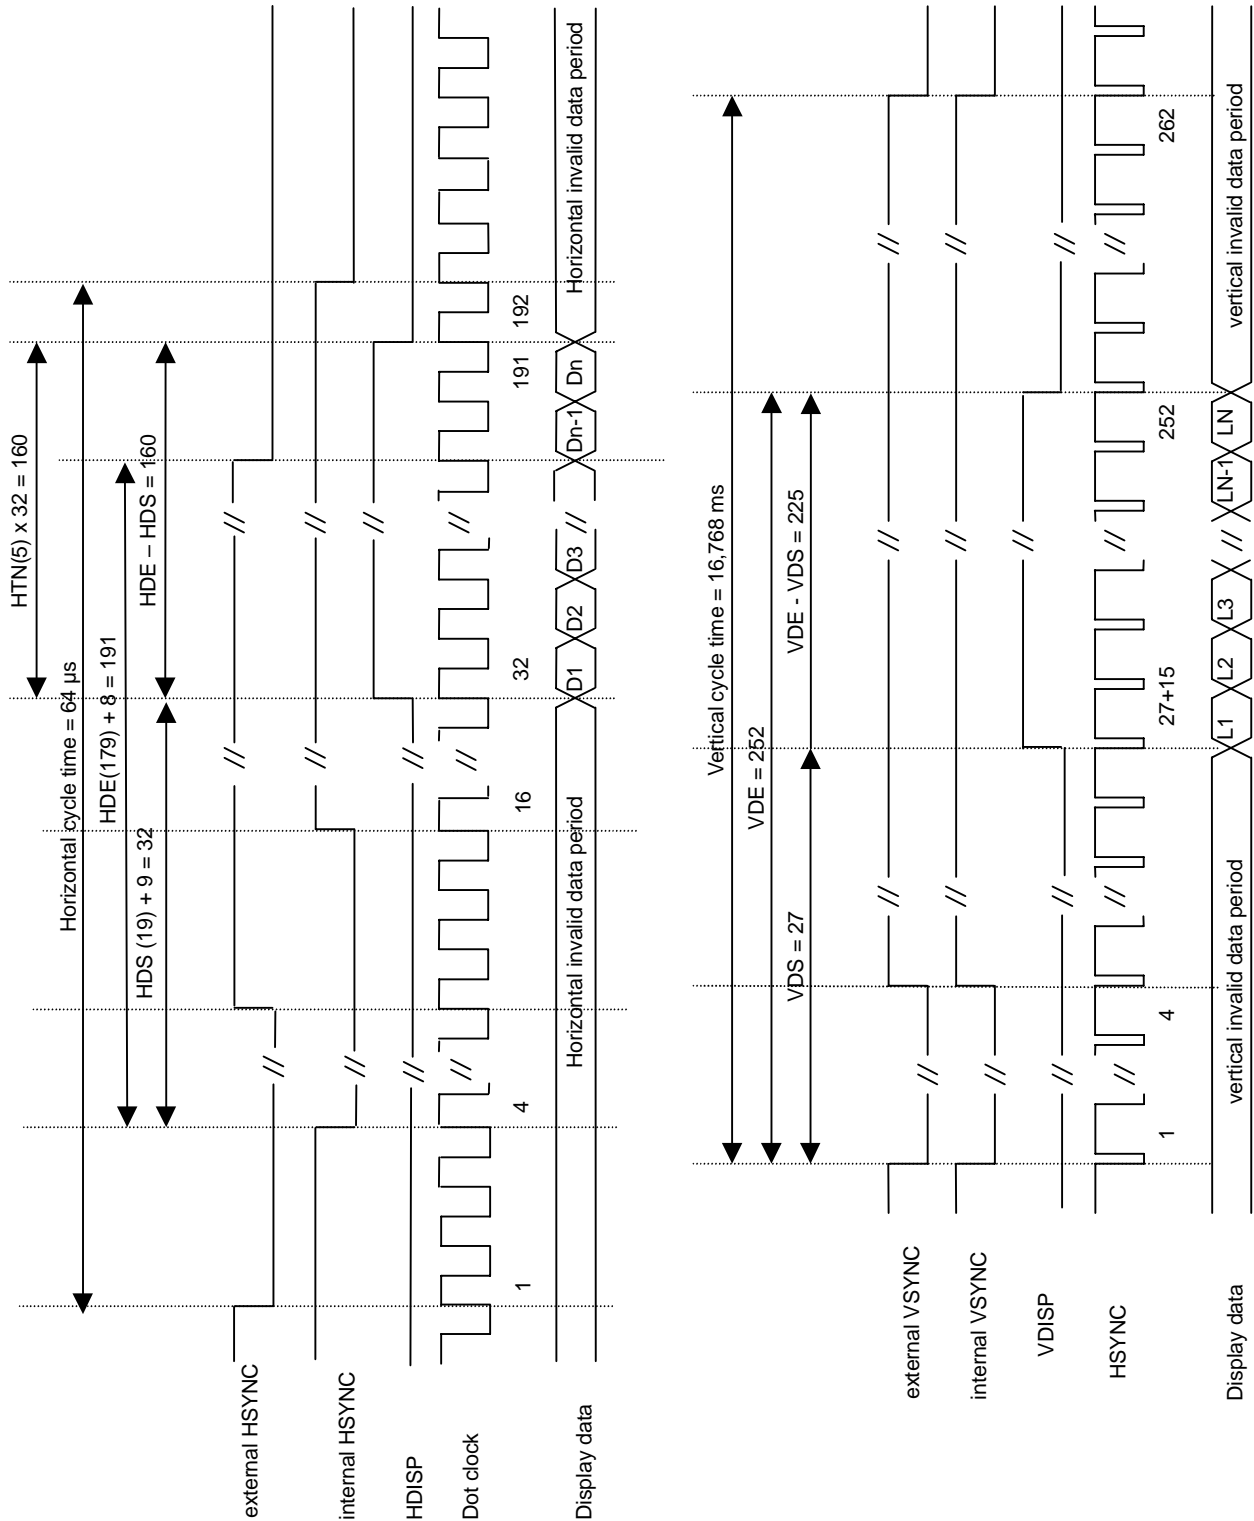 HTN(5) x 32 = 160
Horizontal cycle time = 64 µs
HDE(179) + 8 = 191
HDS (19) + 9 = 32
HDE – HDS = 160
external HSYNC
internal HSYNC
HDISP
Dot clock
1
4
16
32
191
192
Display data
Horizontal invalid data period
D1
D2
D3
Dn-1
Dn
Horizontal invalid data period
Vertical cycle time = 16,768 ms
VDE = 252
VDS = 27
VDE - VDS = 225
external VSYNC
internal VSYNC
VDISP
HSYNC
1
4
27+15
252
262
Display data
vertical invalid data period
L1
L2
L3
LN-1
LN
vertical invalid data period